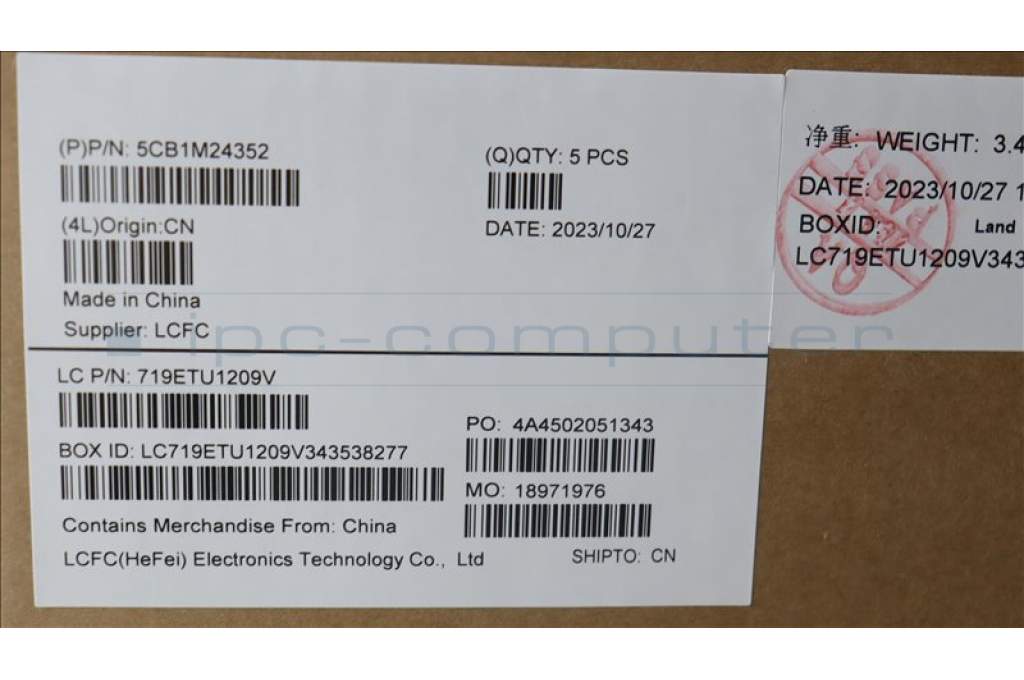 (P)P/N: 5CB1M24352
(Q)QTY: 5 PCS
(4L)Origin:CN
DATE: 2023/10/27
Made in China
Supplier: LCFC
LC P/N: 719ETU1209V
PO: 4A4502051343
BOX ID: LC719ETU1209V343538277
MO: 18971976
Contains Merchandise From: China
LCFC(HeFei) Electronics Technology Co., Ltd
SHIPTO: CN
净重: WEIGHT: 3.4
DATE: 2023/10/27 1
BOXID: Land
LC719ETU1209V343
ipc-computer